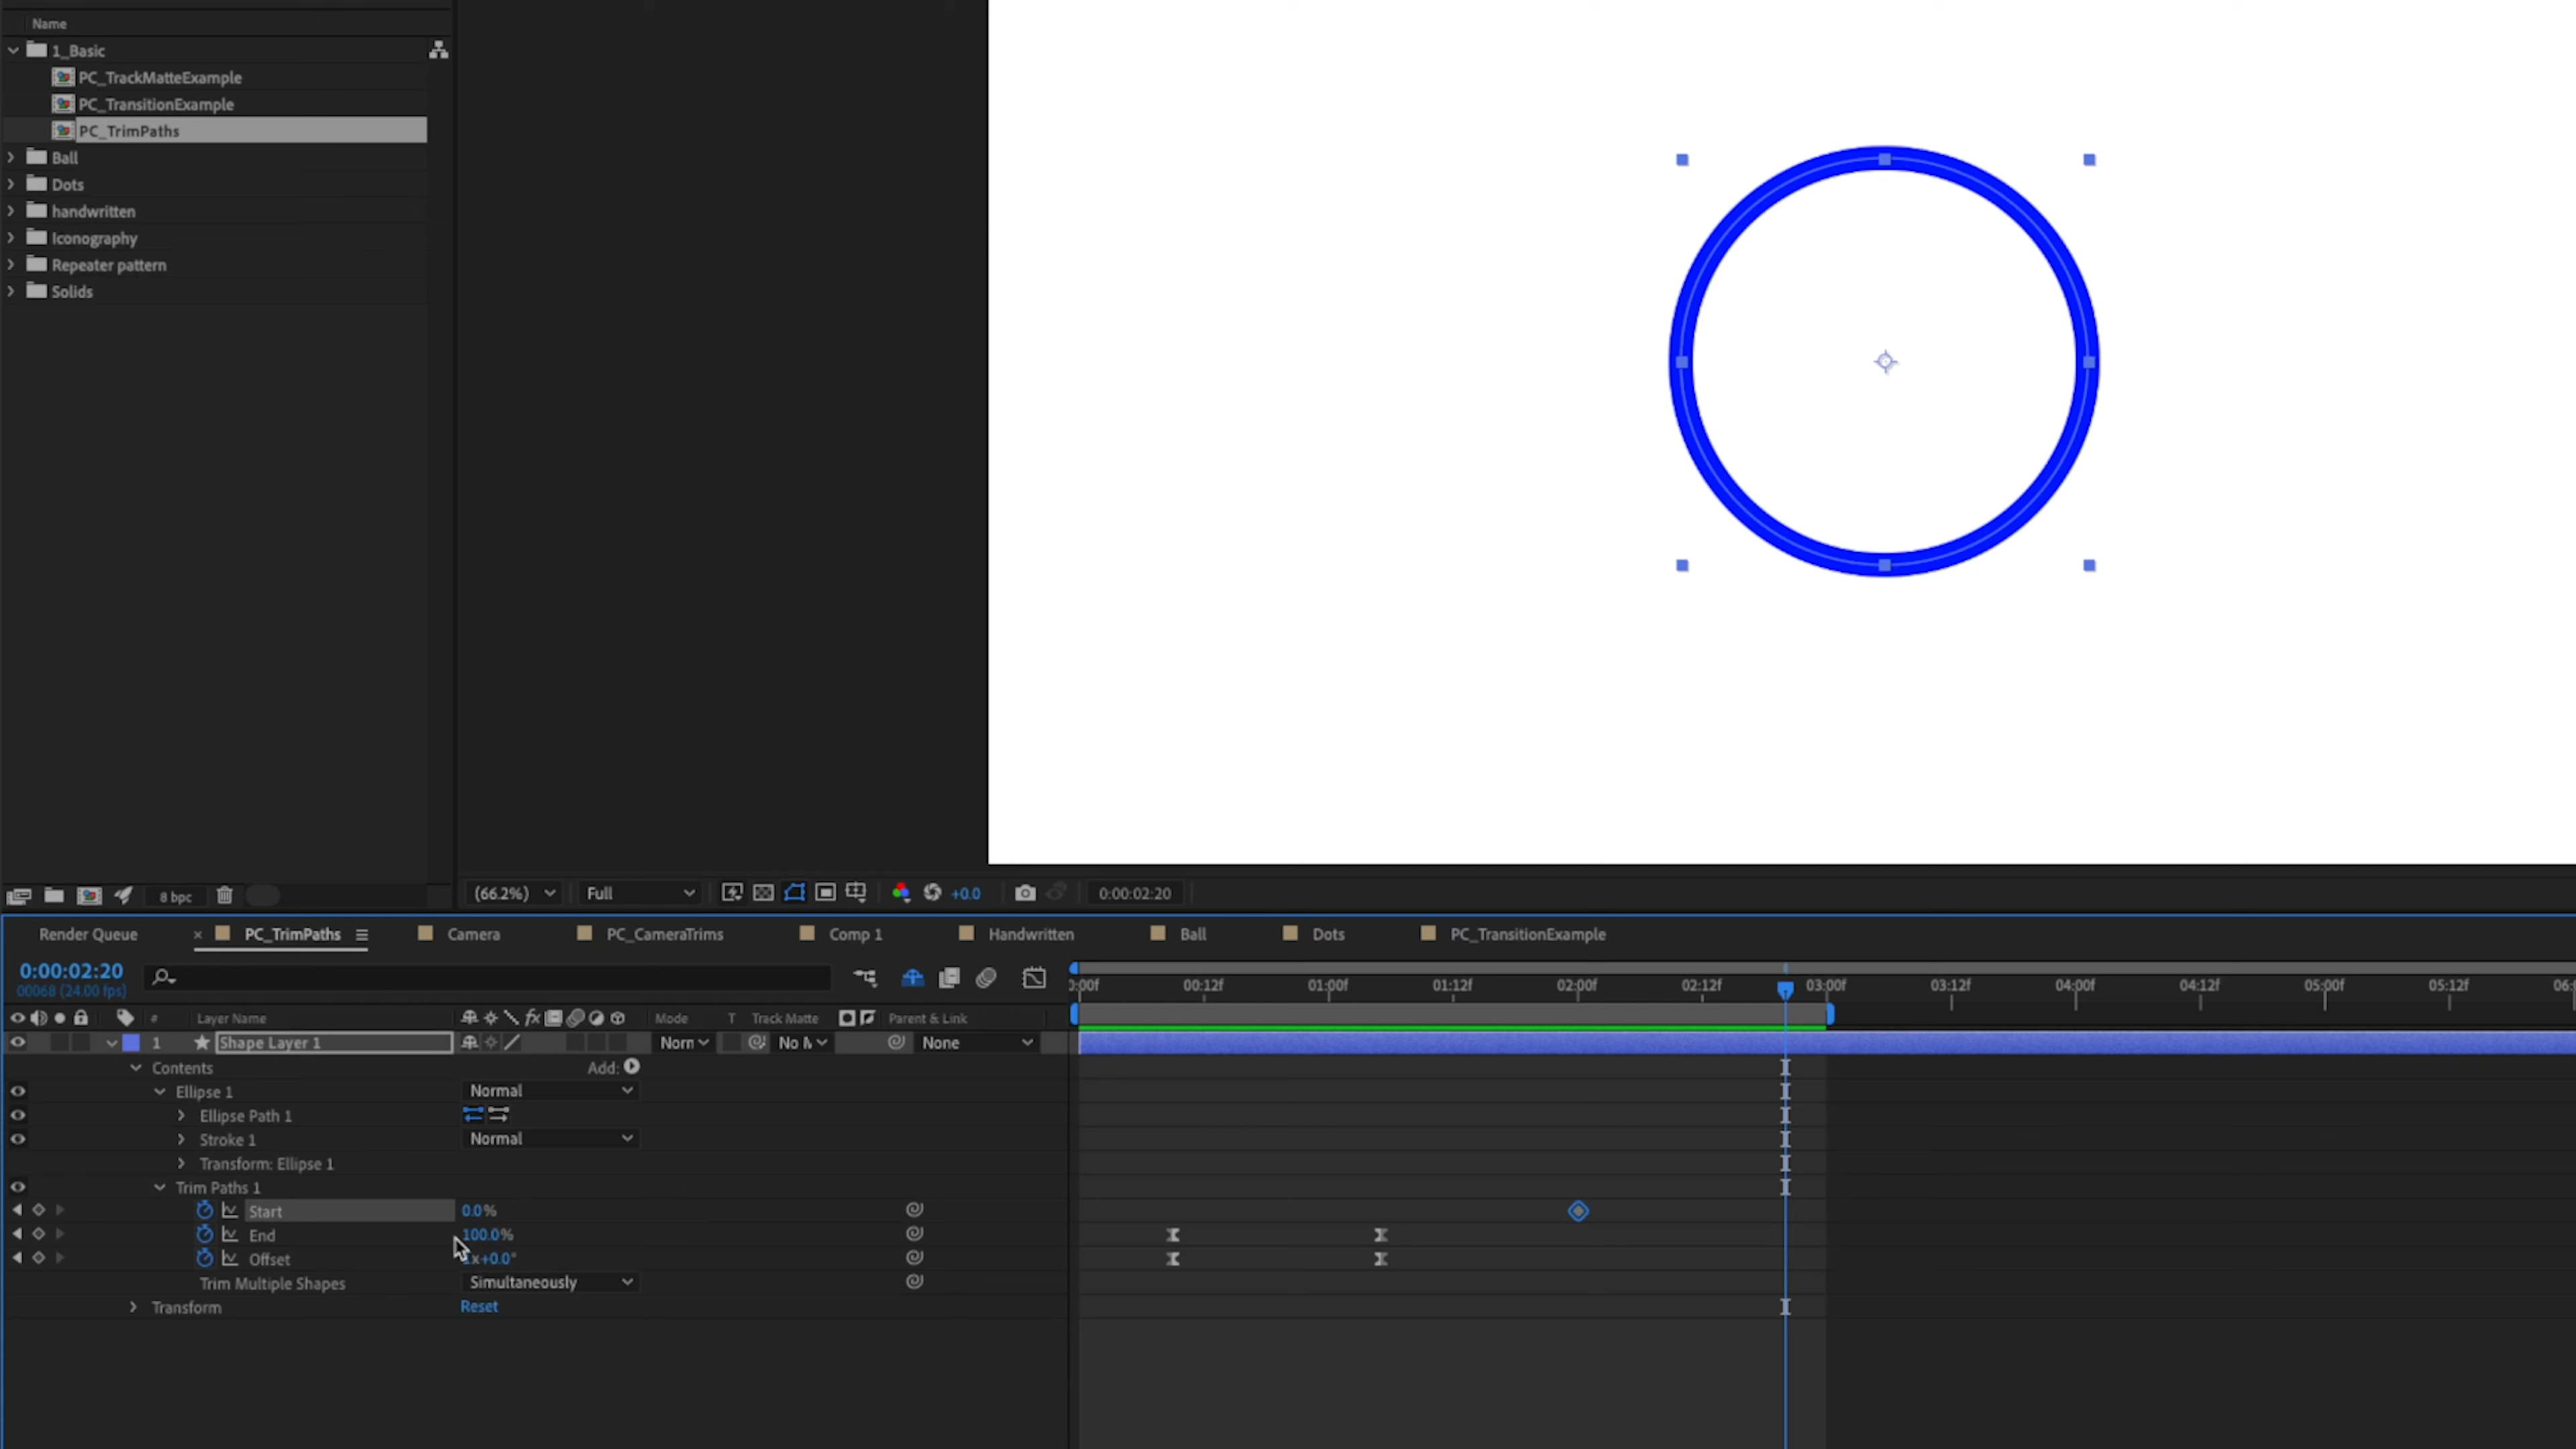 Name
1_Basic
PC_TrackMatteExample
PC_TransitionExample
PC_TrimPaths
Ball
Dots
handwritten
Iconography
Repeater pattern
Solids
8 bpc
(66.2%) Full +0.0 0:00:02:20
Render Queue PC_TrimPaths Camera PC_CameraTrims Comp 1 Handwritten Ball Dots PC_TransitionExample
0:00:02:20
00068 (24.00 fps)
0:00f 00:12f 01:00f 01:12f 02:00f 02:12f 03:00f 03:12f 04:00f 04:12f 05:00f 05:12f 06:
# Layer Name fx Mode T Track Matte Parent & Link
1 Shape Layer 1 Norm No M None
Contents Add:
Ellipse 1 Normal
Ellipse Path 1
Stroke 1 Normal
Transform: Ellipse 1
Trim Paths 1
Start 0.0%
End 100.0%
Offset x+0.0°
Trim Multiple Shapes Simultaneously
Transform Reset